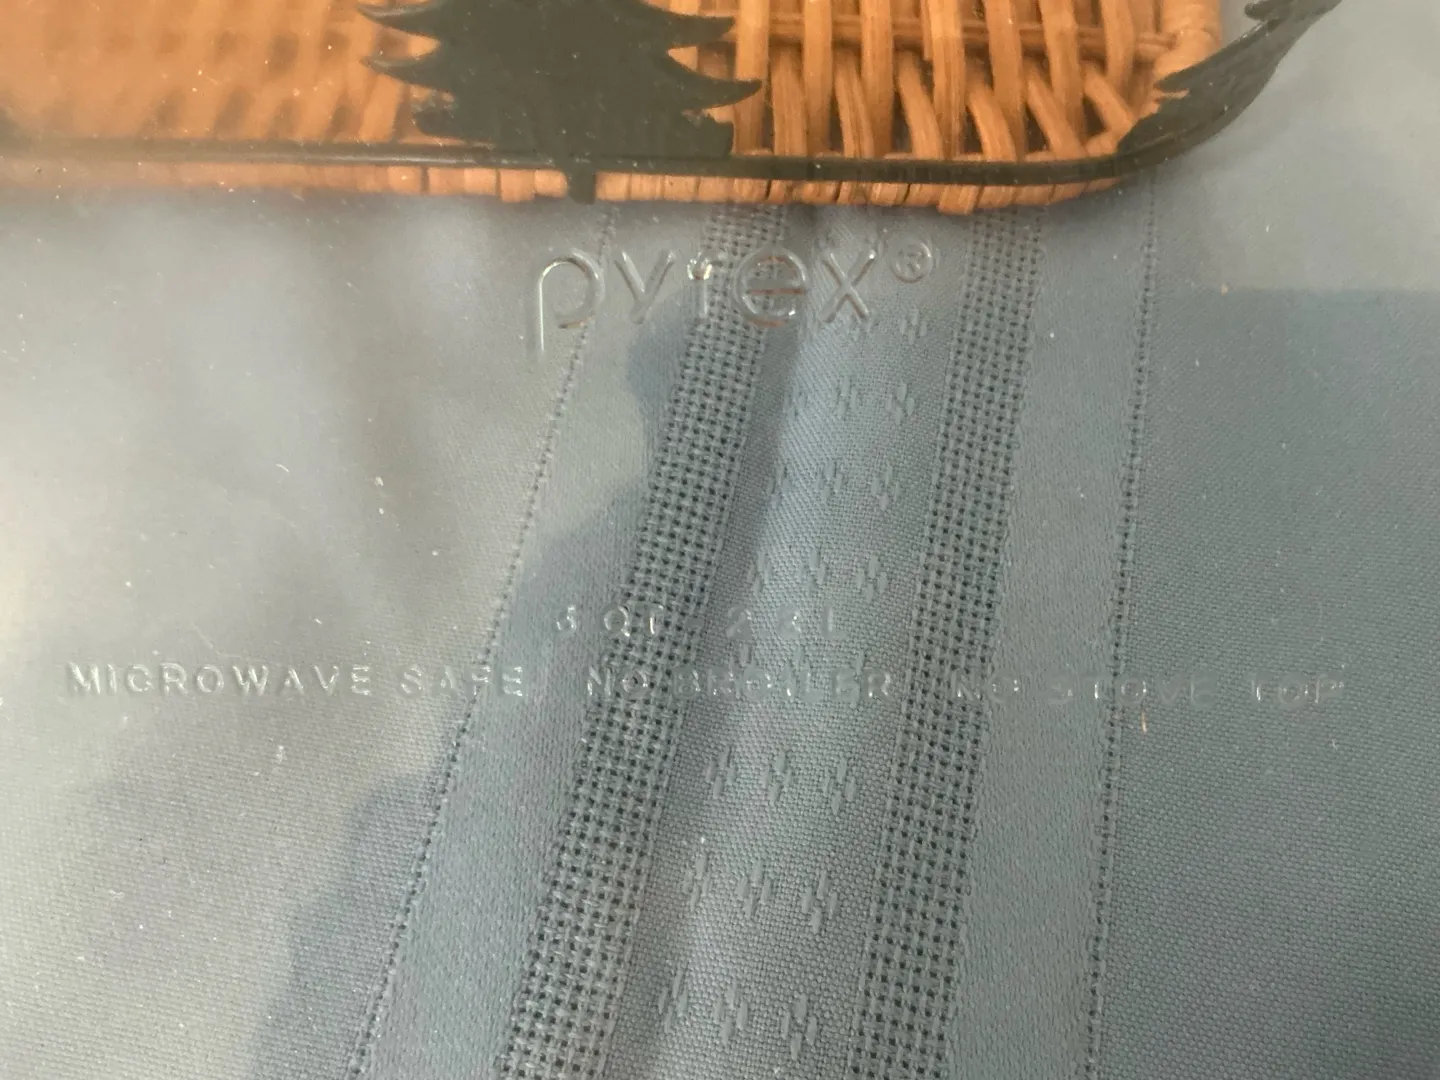 pyrex®
3 QT 2.8 L
MICROWAVE SAFE NO BROILER NO STOVE TOP